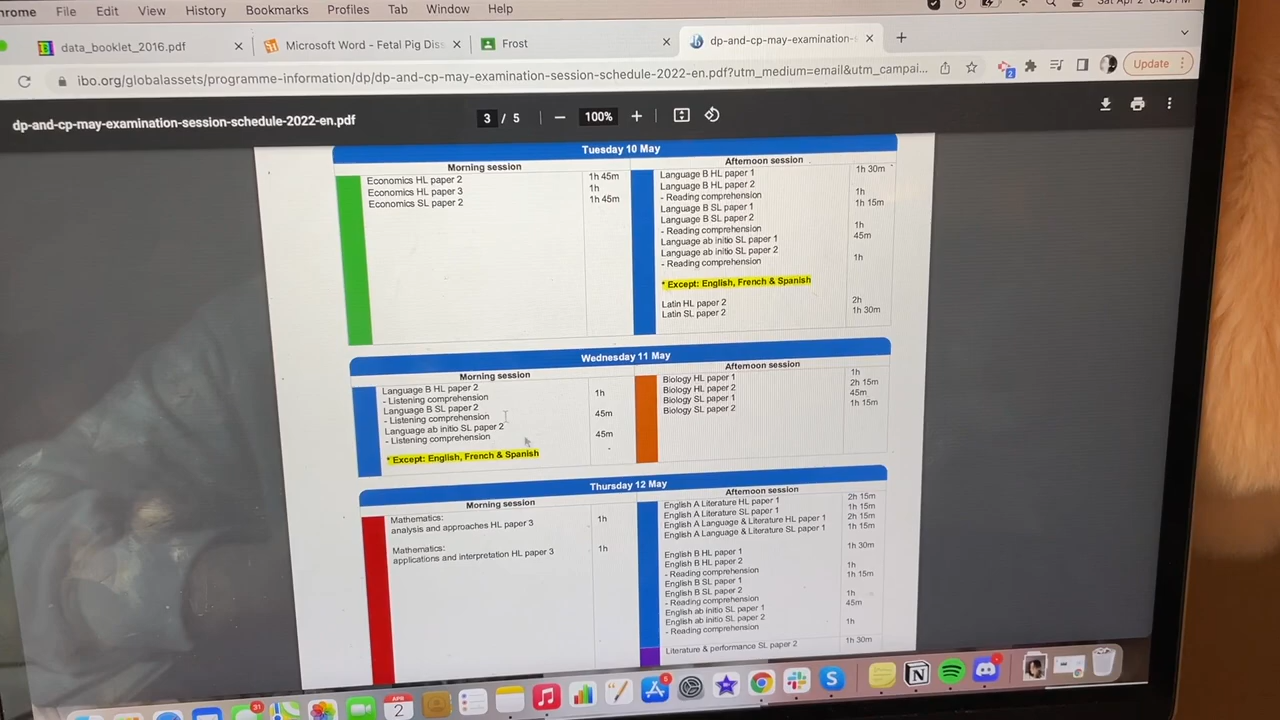 hrome File Edit View History Bookmarks Profiles Tab Window Help
data_booklet_2016.pdf
Microsoft Word - Fetal Pig Dis
Frost
dp-and-cp-may-examination-s
ibo.org/globalassets/programme-information/dp/dp-and-cp-may-examination-session-schedule-2022-en.pdf?utm_medium=email&utm_campai...
2
Update
dp-and-cp-may-examination-session-schedule-2022-en.pdf
3 / 5
100%
Tuesday 10 May
Morning session
Economics HL paper 2 1h 45m
Economics HL paper 3 1h
Economics SL paper 2 1h 45m
Afternoon session
Language B HL paper 1 1h 30m
Language B HL paper 2
- Reading comprehension 1h
Language B SL paper 1 1h 15m
Language B SL paper 2
- Reading comprehension 1h
Language ab initio SL paper 1 45m
Language ab initio SL paper 2
- Reading comprehension 1h
* Except: English, French & Spanish
Latin HL paper 2 2h
Latin SL paper 2 1h 30m
Wednesday 11 May
Morning session
Language B HL paper 2
- Listening comprehension 1h
Language B SL paper 2
- Listening comprehension 45m
Language ab initio SL paper 2
- Listening comprehension 45m
* Except: English, French & Spanish
Afternoon session
Biology HL paper 1 1h
Biology HL paper 2 2h 15m
Biology SL paper 1 45m
Biology SL paper 2 1h 15m
Thursday 12 May
Morning session
Mathematics:
analysis and approaches HL paper 3 1h
Mathematics:
applications and interpretation HL paper 3 1h
Afternoon session
English A Literature HL paper 1 2h 15m
English A Literature SL paper 1 1h 15m
English A Language & Literature HL paper 1 2h 15m
English A Language & Literature SL paper 1 1h 15m
English B HL paper 1 1h 30m
English B HL paper 2
- Reading comprehension 1h
English B SL paper 1 1h 15m
English B SL paper 2
- Reading comprehension 1h
English ab initio SL paper 1 45m
English ab initio SL paper 2
- Reading comprehension 1h
Literature & performance SL paper 2 1h 30m
31
APR
2
5